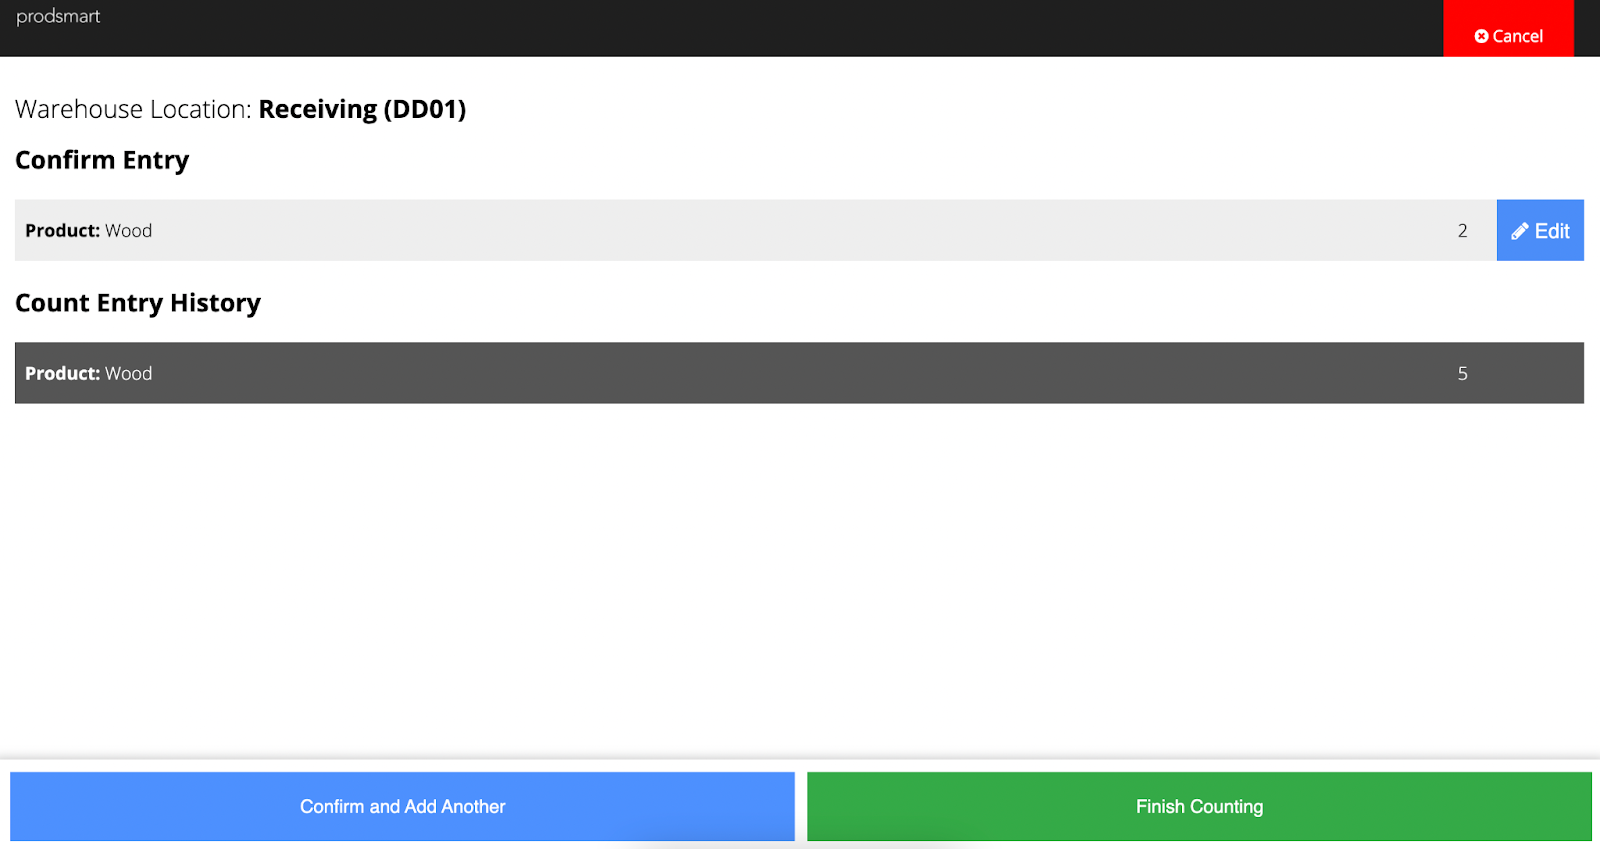 prodsmart
Cancel
Warehouse Location: Receiving (DD01)
Confirm Entry
Product: Wood 2 Edit
Count Entry History
Product: Wood 5
Confirm and Add Another Finish Counting